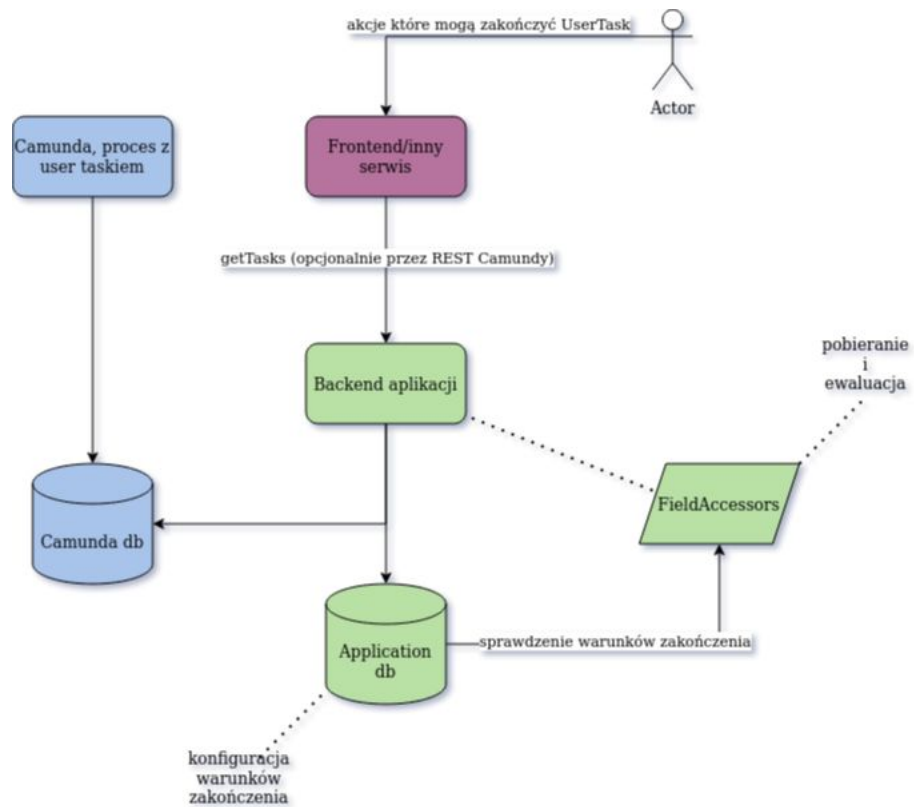 akcje które mogą zakończyć UserTask
Actor
Camunda, proces z
user taskiem
Frontend/inny
serwis
getTasks (opcjonalnie przez REST Camundy)
Backend aplikacji
pobieranie
i
ewaluacja
FieldAccessors
Camunda db
Application
db
sprawdzenie warunków zakończenia
konfiguracja
warunków
zakończenia